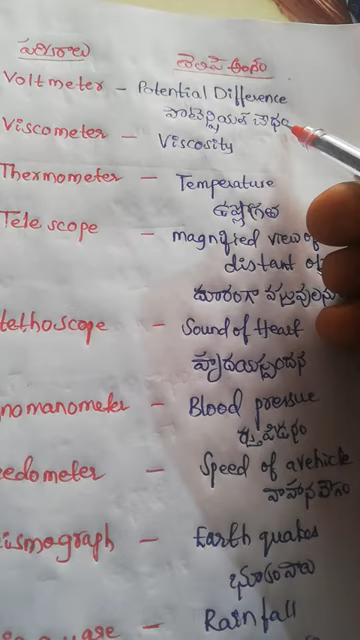 పరికరాలు తెలిపే అంశం
Voltmeter - Potential Difference
పొటెన్షియల్ బేధం
Viscometer - Viscosity
Thermometer - Temperature
ఉష్ణోగ్రత
Telescope - magnified view of
distant o
దూరంగా వస్తువులను
tethoscope - Sound of Heart
హృదయస్పందన
nomanometer - Blood pressue
రక్తపీడనం
eedometer - Speed of a vehicle
వాహన వేగం
ismograph - Earth quakes
భూకంపాలు
Rainfall